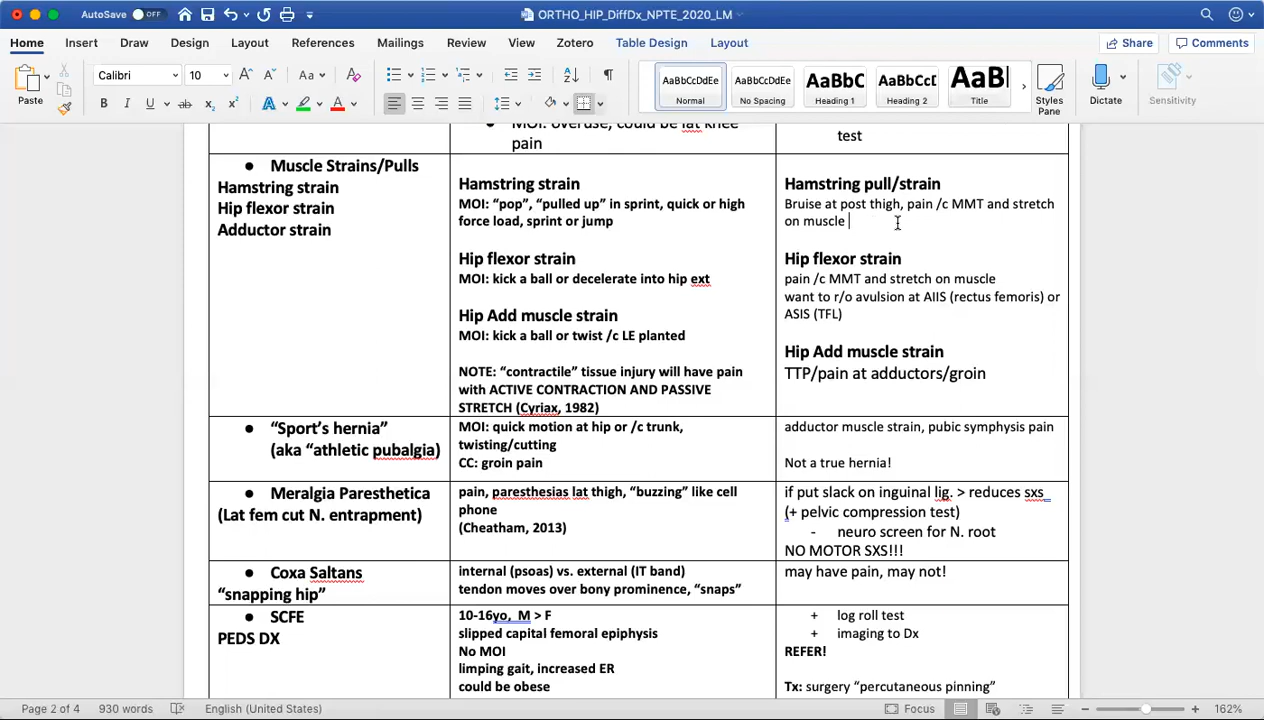 AutoSave OFF
ORTHO_HIP_DiffDx_NPTE_2020_LM
Home Insert Draw Design Layout References Mailings Review View Zotero Table Design Layout Share Comments
Paste
Calibri 10
AaBbCcDdEe AaBbCcDdEe AaBbC AaBbCcI AaB
Normal No Spacing Heading 1 Heading 2 Title
Styles Pane
Dictate
Sensitivity
MOI: overuse, could be lat knee
pain
test
● Muscle Strains/Pulls
Hamstring strain
Hip flexor strain
Adductor strain
Hamstring strain
MOI: “pop”, “pulled up” in sprint, quick or high
force load, sprint or jump
Hip flexor strain
MOI: kick a ball or decelerate into hip ext
Hip Add muscle strain
MOI: kick a ball or twist /c LE planted
NOTE: “contractile” tissue injury will have pain
with ACTIVE CONTRACTION AND PASSIVE
STRETCH (Cyriax, 1982)
Hamstring pull/strain
Bruise at post thigh, pain /c MMT and stretch
on muscle
Hip flexor strain
pain /c MMT and stretch on muscle
want to r/o avulsion at AIIS (rectus femoris) or
ASIS (TFL)
Hip Add muscle strain
TTP/pain at adductors/groin
● “Sport’s hernia”
(aka “athletic pubalgia)
MOI: quick motion at hip or /c trunk,
twisting/cutting
CC: groin pain
adductor muscle strain, pubic symphysis pain
Not a true hernia!
● Meralgia Paresthetica
(Lat fem cut N. entrapment)
pain, paresthesias lat thigh, “buzzing” like cell
phone
(Cheatham, 2013)
if put slack on inguinal lig. > reduces sxs
(+ pelvic compression test)
- neuro screen for N. root
NO MOTOR SXS!!!
● Coxa Saltans
“snapping hip”
internal (psoas) vs. external (IT band)
tendon moves over bony prominence, “snaps”
may have pain, may not!
● SCFE
PEDS DX
10-16yo, M > F
slipped capital femoral epiphysis
No MOI
limping gait, increased ER
could be obese
+ log roll test
+ imaging to Dx
REFER!
Tx: surgery “percutaneous pinning”
Page 2 of 4 930 words English (United States) Focus 162%